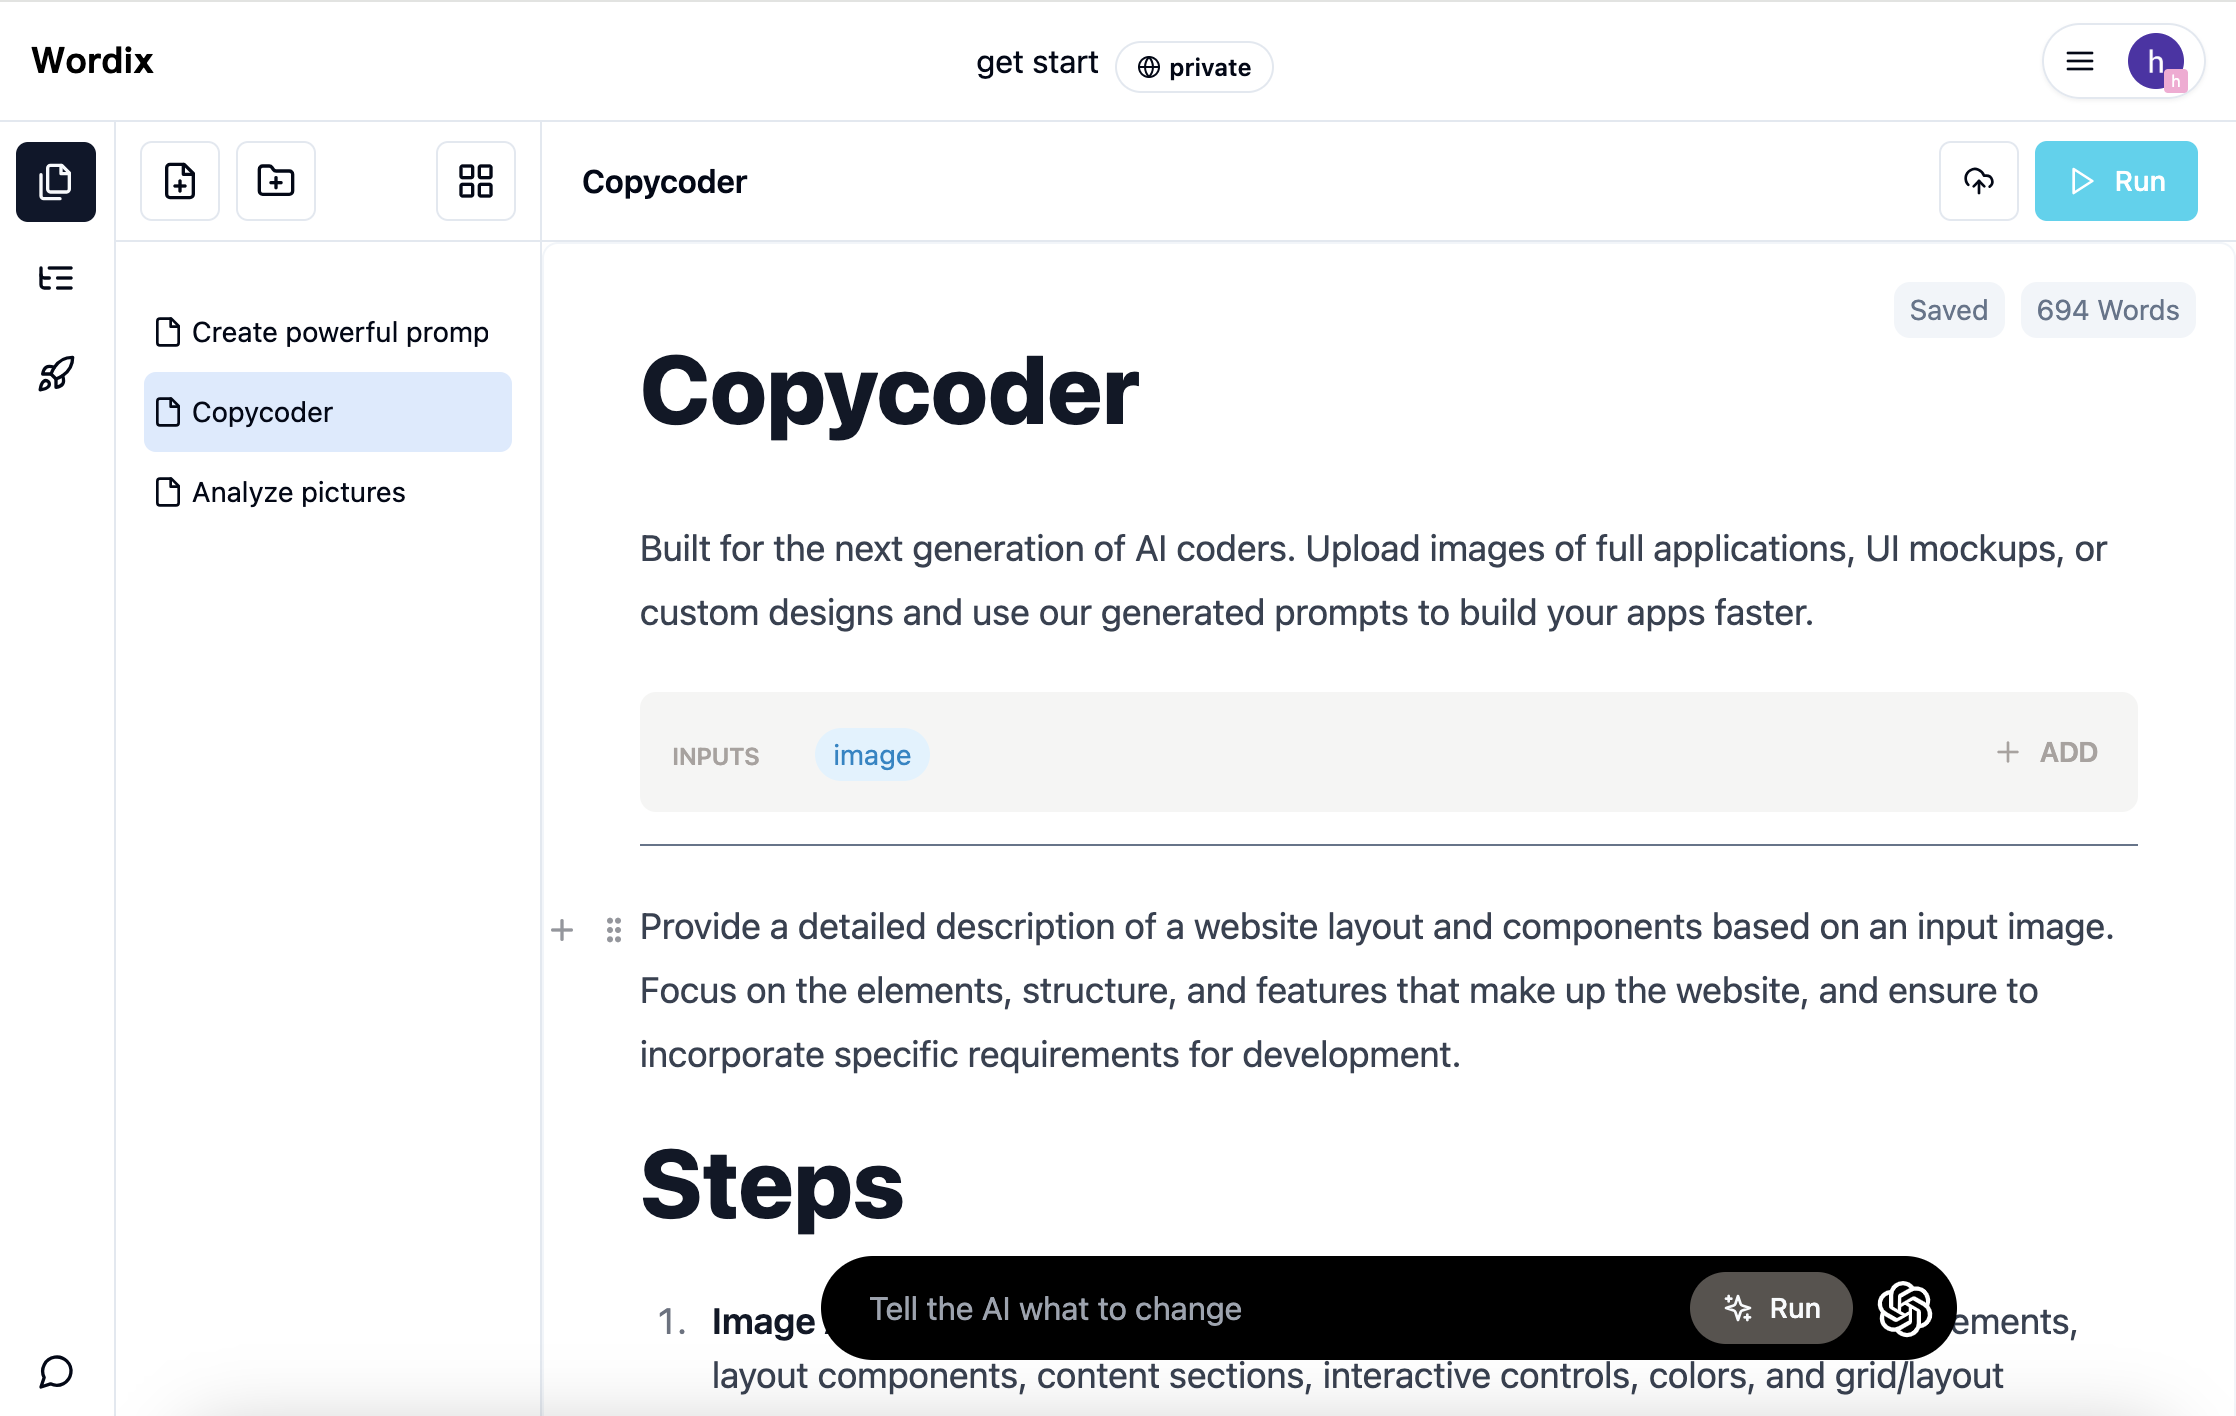 Wordix
get start
private
h
h
Copycoder
Run
Create powerful promp
Copycoder
Analyze pictures
Saved
694 Words
Copycoder
Built for the next generation of AI coders. Upload images of full applications, UI mockups, or
custom designs and use our generated prompts to build your apps faster.
INPUTS
image
ADD
Provide a detailed description of a website layout and components based on an input image.
Focus on the elements, structure, and features that make up the website, and ensure to
incorporate specific requirements for development.
Steps
1. Image
ements,
Tell the AI what to change
Run
layout components, content sections, interactive controls, colors, and grid/layout